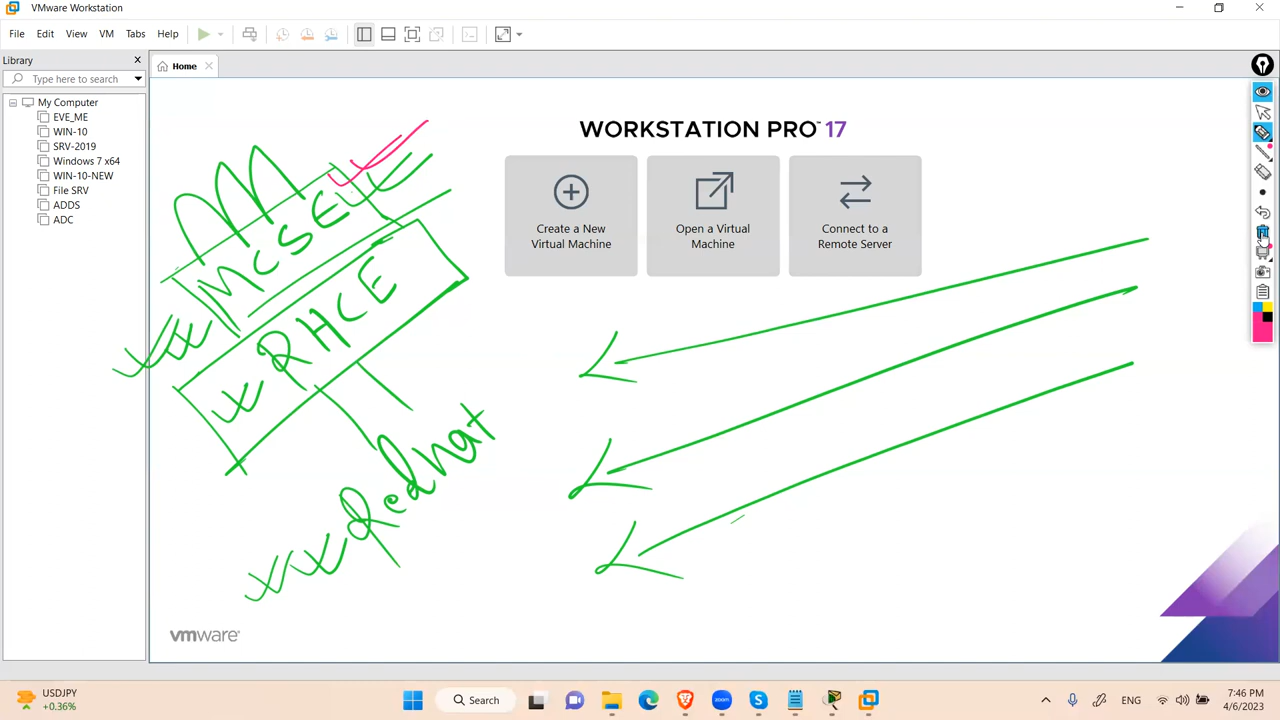 VMware Workstation
File Edit View VM Tabs Help
Library
Type here to search
Home
My Computer
EVE_ME
WIN-10
SRV-2019
Windows 7 x64
WIN-10-NEW
File SRV
ADDS
ADC
WORKSTATION PRO™ 17
Create a New
Virtual Machine
Open a Virtual
Machine
Connect to a
Remote Server
MCSE
RHCE
Redhat
vmware®
USDJPY
+0.36%
Search
zoom
ENG
7:46 PM
4/6/2023